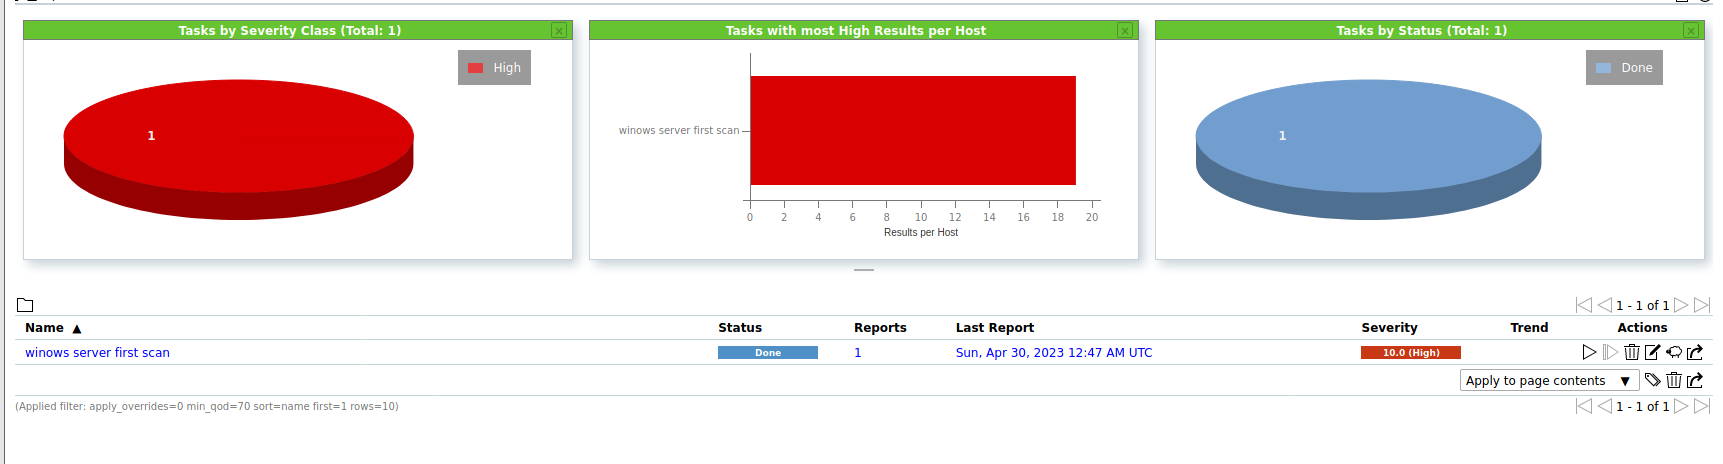 Tasks by Severity Class (Total: 1)
High
1
Tasks with most High Results per Host
winows server first scan
0 2 4 6 8 10 12 14 16 18 20
Results per Host
Tasks by Status (Total: 1)
Done
1
1 - 1 of 1
Name ▲ Status Reports Last Report Severity Trend Actions
winows server first scan Done 1 Sun, Apr 30, 2023 12:47 AM UTC 10.0 (High)
Apply to page contents ▼
(Applied filter: apply_overrides=0 min_qod=70 sort=name first=1 rows=10)
1 - 1 of 1